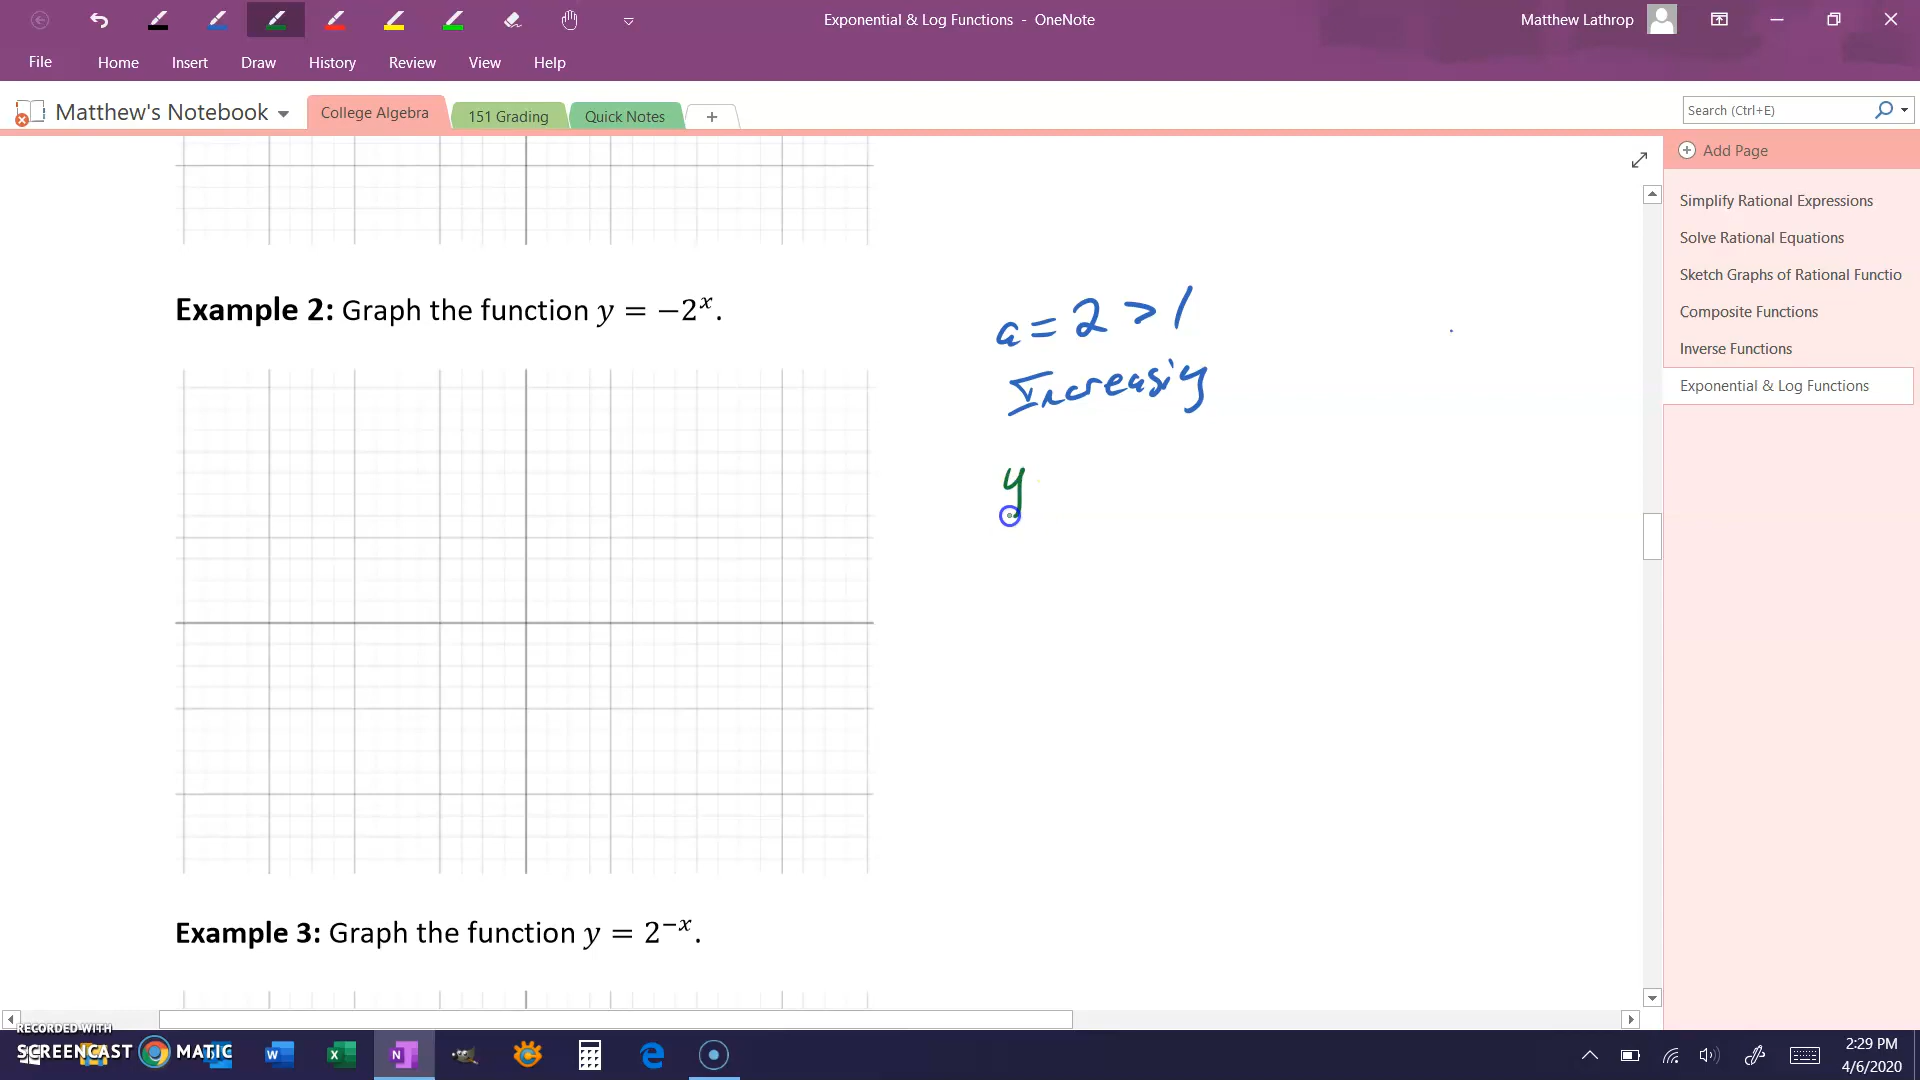 Exponential & Log Functions - OneNote
Matthew Lathrop
File Home Insert Draw History Review View Help
Matthew's Notebook
College Algebra
151 Grading
Quick Notes
+
Search (Ctrl+E)
Add Page
Simplify Rational Expressions
Solve Rational Equations
Sketch Graphs of Rational Functio
Composite Functions
Inverse Functions
Exponential & Log Functions
Example 2: Graph the function y = −2^x.
a = 2 > 1
Increasing
y
Example 3: Graph the function y = 2^{−x}.
RECORDED WITH
SCREENCAST MATIC
2:29 PM
4/6/2020